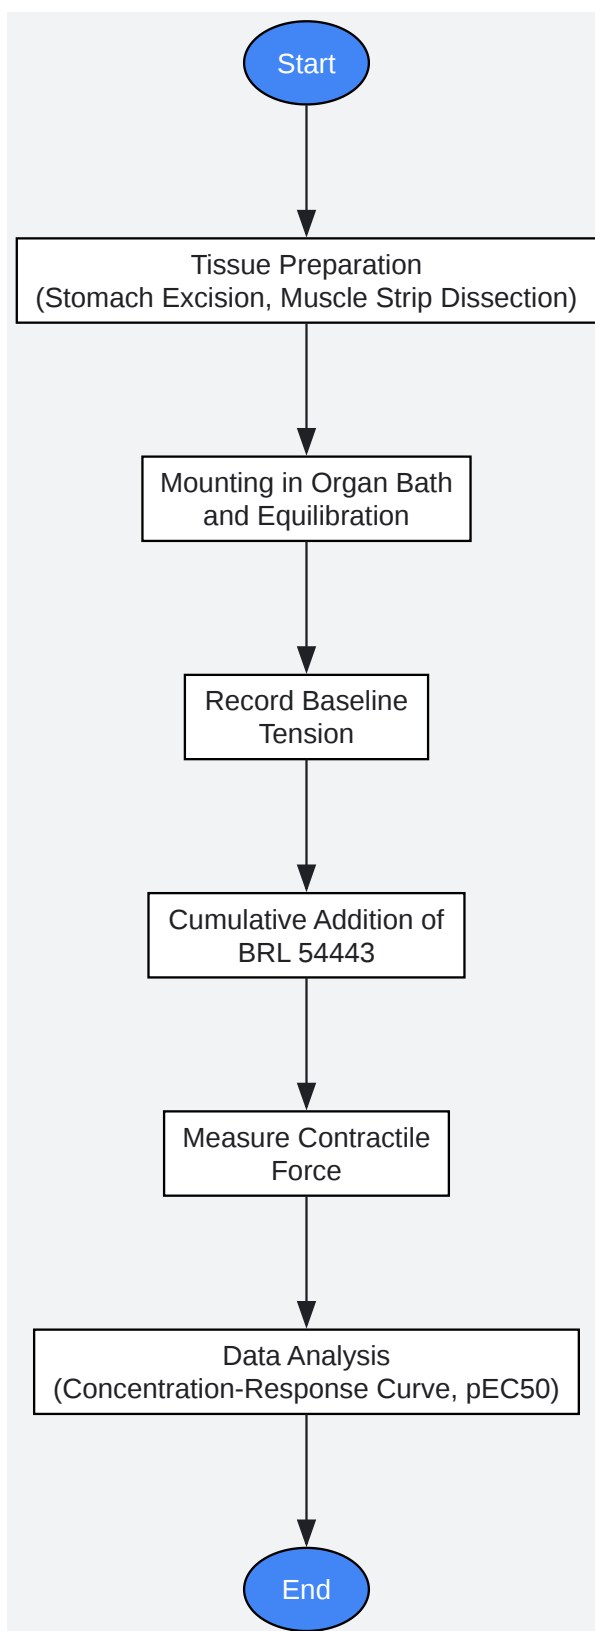 Start
Tissue Preparation
(Stomach Excision, Muscle Strip Dissection)
Mounting in Organ Bath
and Equilibration
Record Baseline
Tension
Cumulative Addition of
BRL 54443
Measure Contractile
Force
Data Analysis
(Concentration-Response Curve, pEC50)
End